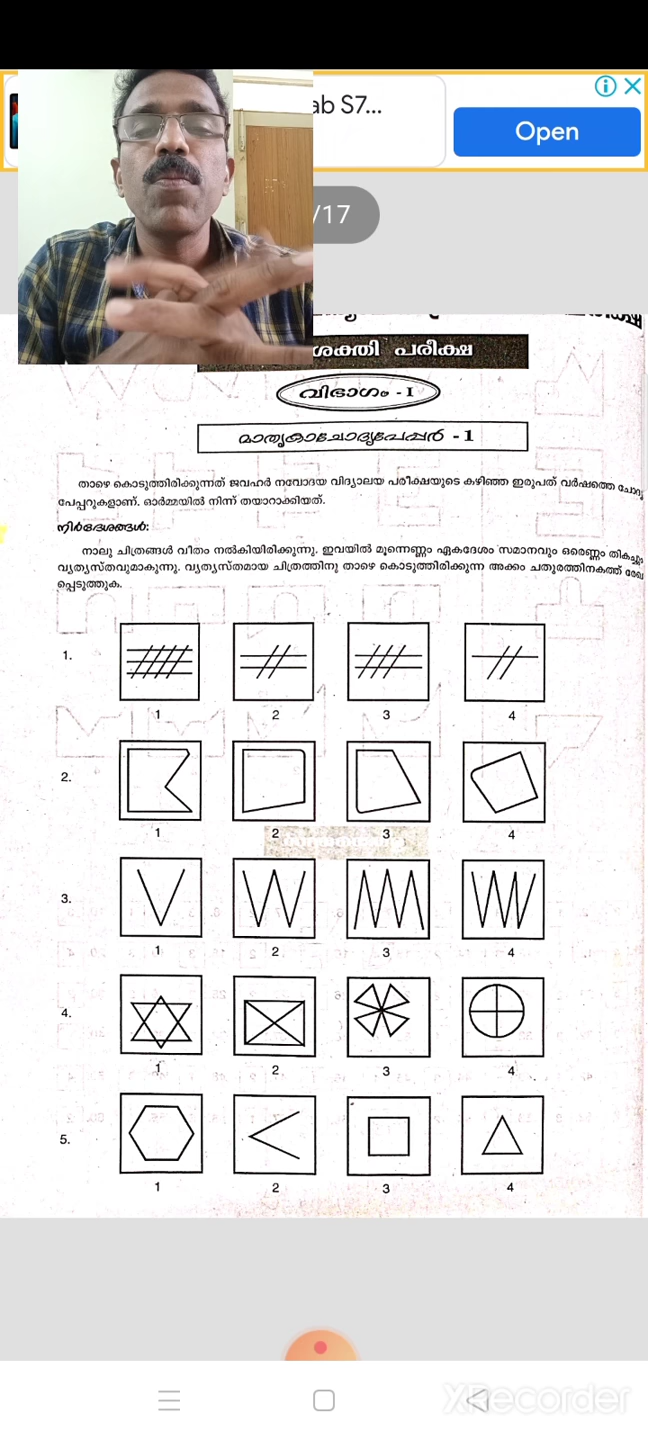 ab S7...
Open
/17
ശക്തി പരീക്ഷ
വിഭാഗം - I
മാതൃകാചോദ്യപേപ്പർ - 1
താഴെ കൊടുത്തിരിക്കുന്നത് ജവഹർ നവോദയ വിദ്യാലയ പരീക്ഷയുടെ കഴിഞ്ഞ ഇരുപത് വർഷത്തെ ചോദ്യ
പേപ്പറുകളാണ്. ഓർമ്മയിൽ നിന്ന് തയാറാക്കിയത്.
നിർദേശങ്ങൾ:
നാലു ചിത്രങ്ങൾ വീതം നൽകിയിരിക്കുന്നു. ഇവയിൽ മൂന്നെണ്ണം ഏകദേശം സമാനവും ഒരെണ്ണം തികച്ചും
വ്യത്യസ്തവുമാകുന്നു. വ്യത്യസ്തമായ ചിത്രത്തിനു താഴെ കൊടുത്തിരിക്കുന്ന അക്കം ചതുരത്തിനകത്ത് രേഖ
പ്പെടുത്തുക.
1.
1 2 3 4
2.
1 2 3 4
3.
1 2 3 4
4.
1 2 3 4
5.
1 2 3 4
XRecorder